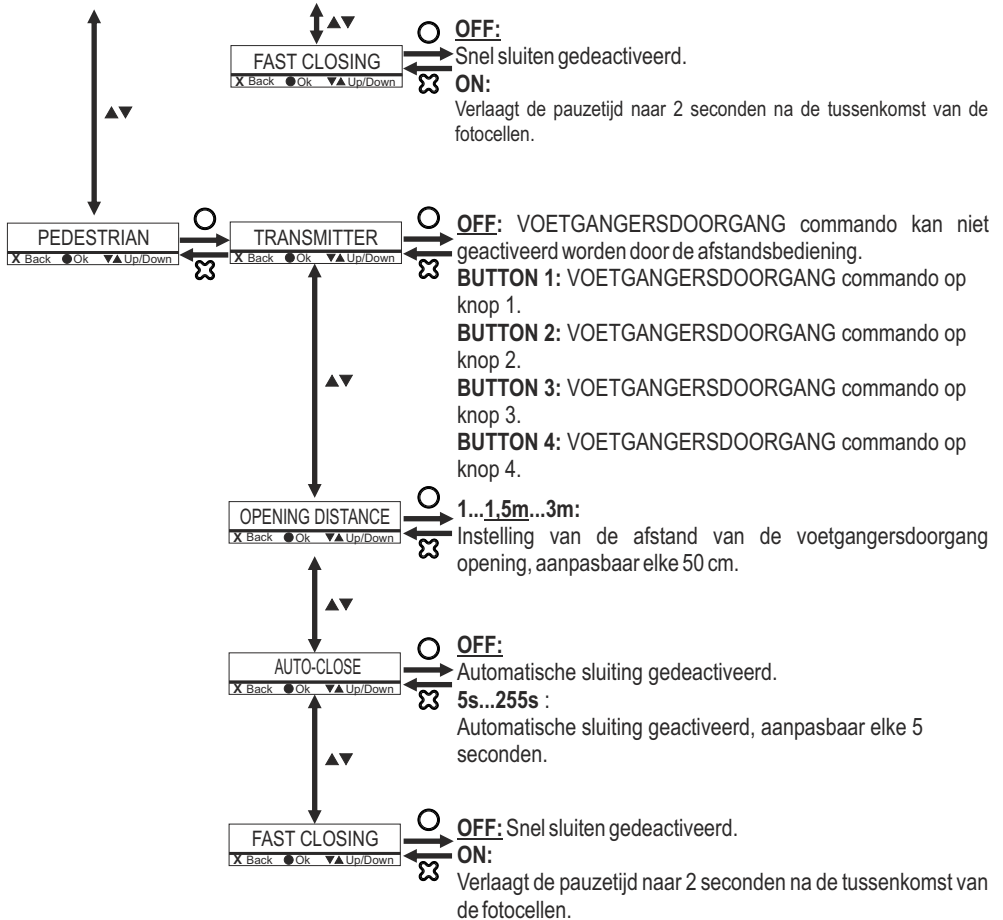 ▲▼
▲▼
FAST CLOSING
X Back ●Ok ▼▲Up/Down
OFF:
Snel sluiten gedeactiveerd.
ON:
Verlaagt de pauzetijd naar 2 seconden na de tussenkomst van de
fotocellen.
PEDESTRIAN
X Back ●Ok ▼▲Up/Down
TRANSMITTER
X Back ●Ok ▼▲Up/Down
OFF: VOETGANGERSDOORGANG commando kan niet
geactiveerd worden door de afstandsbediening.
BUTTON 1: VOETGANGERSDOORGANG commando op
knop 1.
BUTTON 2: VOETGANGERSDOORGANG commando op
knop 2.
BUTTON 3: VOETGANGERSDOORGANG commando op
knop 3.
BUTTON 4: VOETGANGERSDOORGANG commando op
knop 4.
▲▼
OPENING DISTANCE
X Back ●Ok ▼▲Up/Down
1...1,5m...3m:
Instelling van de afstand van de voetgangersdoorgang
opening, aanpasbaar elke 50 cm.
▲▼
AUTO-CLOSE
X Back ●Ok ▼▲Up/Down
OFF:
Automatische sluiting gedeactiveerd.
5s...255s :
Automatische sluiting geactiveerd, aanpasbaar elke 5
seconden.
▲▼
FAST CLOSING
X Back ●Ok ▼▲Up/Down
OFF: Snel sluiten gedeactiveerd.
ON:
Verlaagt de pauzetijd naar 2 seconden na de tussenkomst van
de fotocellen.